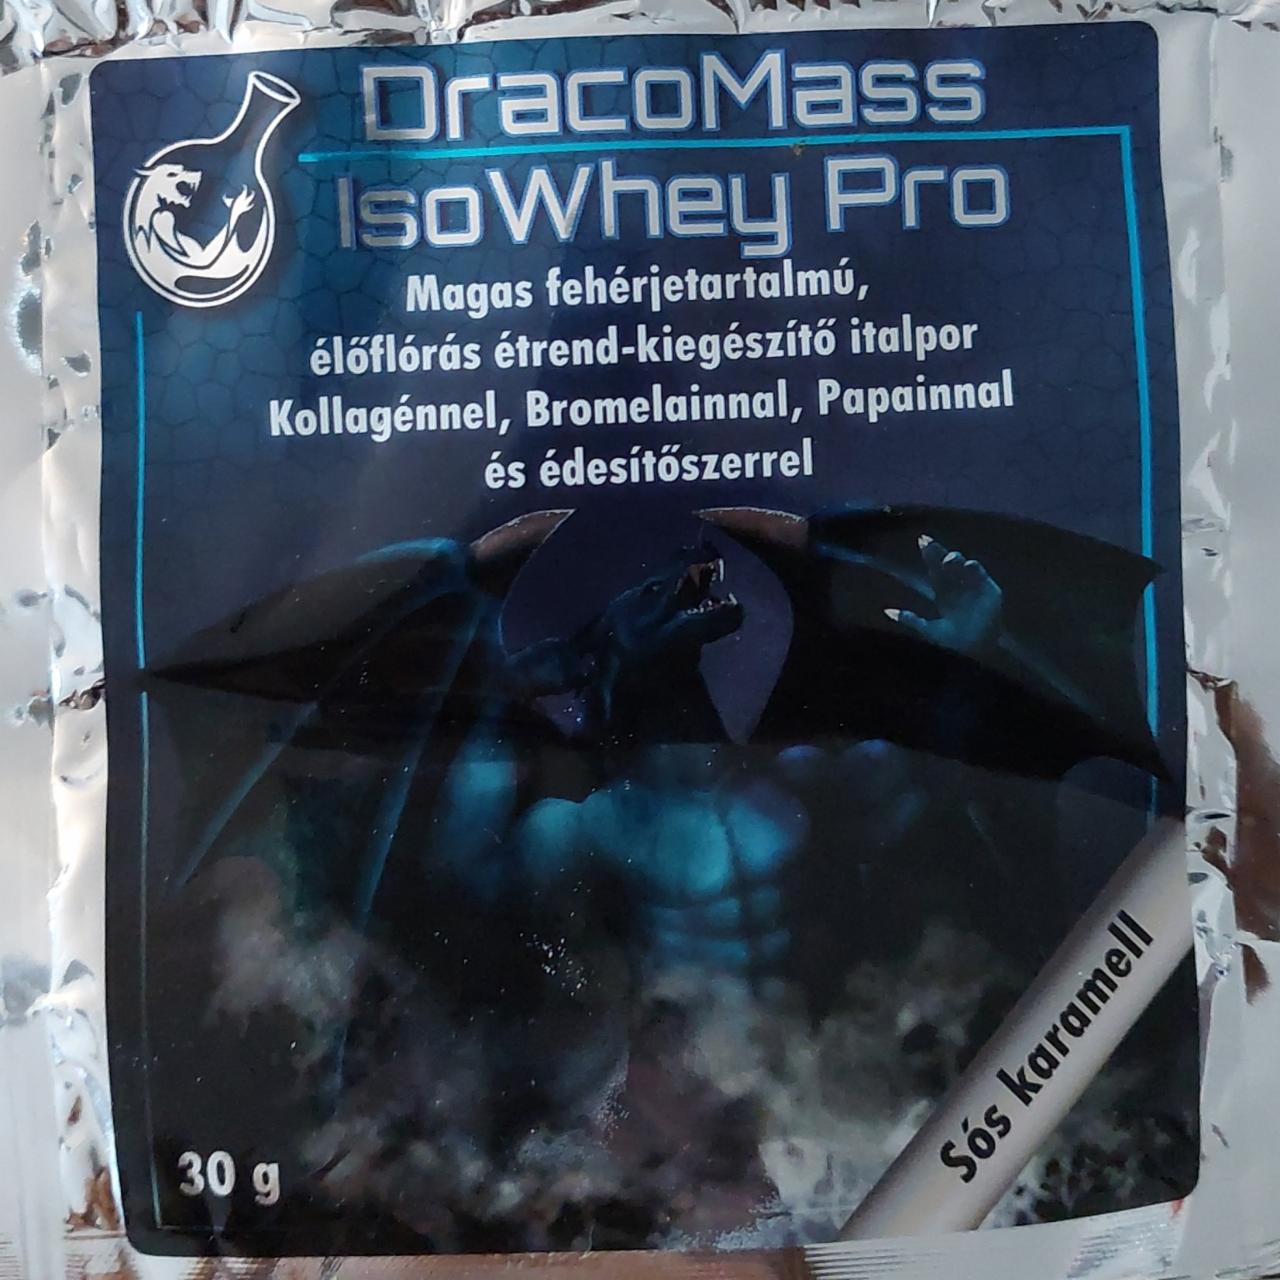 DracoMass
IsoWhey Pro
Magas fehérjetartalmú,
élőflórás étrend-kiegészítő italpor
Kollagénnel, Bromelainnal, Papainnal
és édesítőszerrel
Sós karamell
30 g